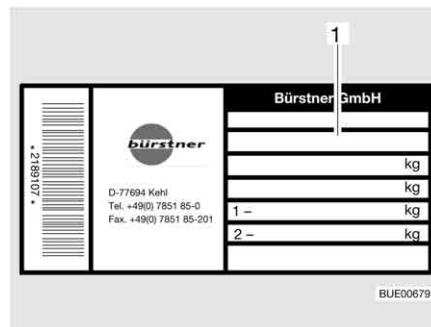 1
Bürstner GmbH
* 2189107 *
bürstner
D-77694 Kehl
Tel. +49(0) 7851 85-0
Fax. +49(0) 7851 85-201
kg
kg
1 – kg
2 – kg
BUE00679